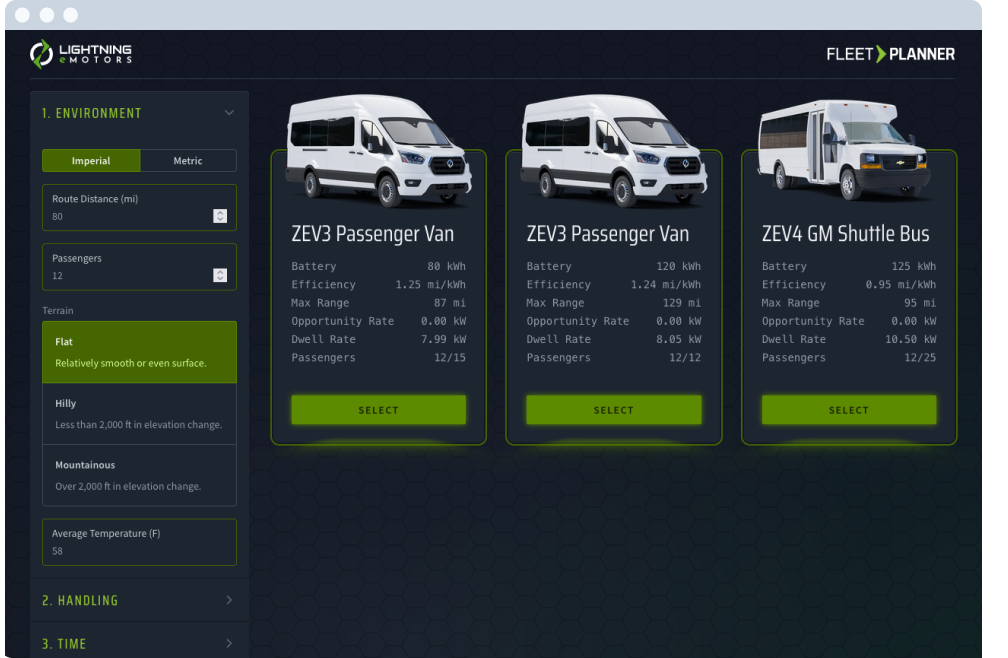 LIGHTNING
eMOTORS
FLEET PLANNER
1. ENVIRONMENT
Imperial
Metric
Route Distance (mi)
80
Passengers
12
Terrain
Flat
Relatively smooth or even surface.
Hilly
Less than 2,000 ft in elevation change.
Mountainous
Over 2,000 ft in elevation change.
Average Temperature (F)
58
2. HANDLING
3. TIME
ZEV3 Passenger Van
Battery 80 kWh
Efficiency 1.25 mi/kWh
Max Range 87 mi
Opportunity Rate 0.00 kW
Dwell Rate 7.99 kW
Passengers 12/15
SELECT
ZEV3 Passenger Van
Battery 120 kWh
Efficiency 1.24 mi/kWh
Max Range 129 mi
Opportunity Rate 0.00 kW
Dwell Rate 8.05 kW
Passengers 12/12
SELECT
ZEV4 GM Shuttle Bus
Battery 125 kWh
Efficiency 0.95 mi/kWh
Max Range 95 mi
Opportunity Rate 0.00 kW
Dwell Rate 10.50 kW
Passengers 12/25
SELECT